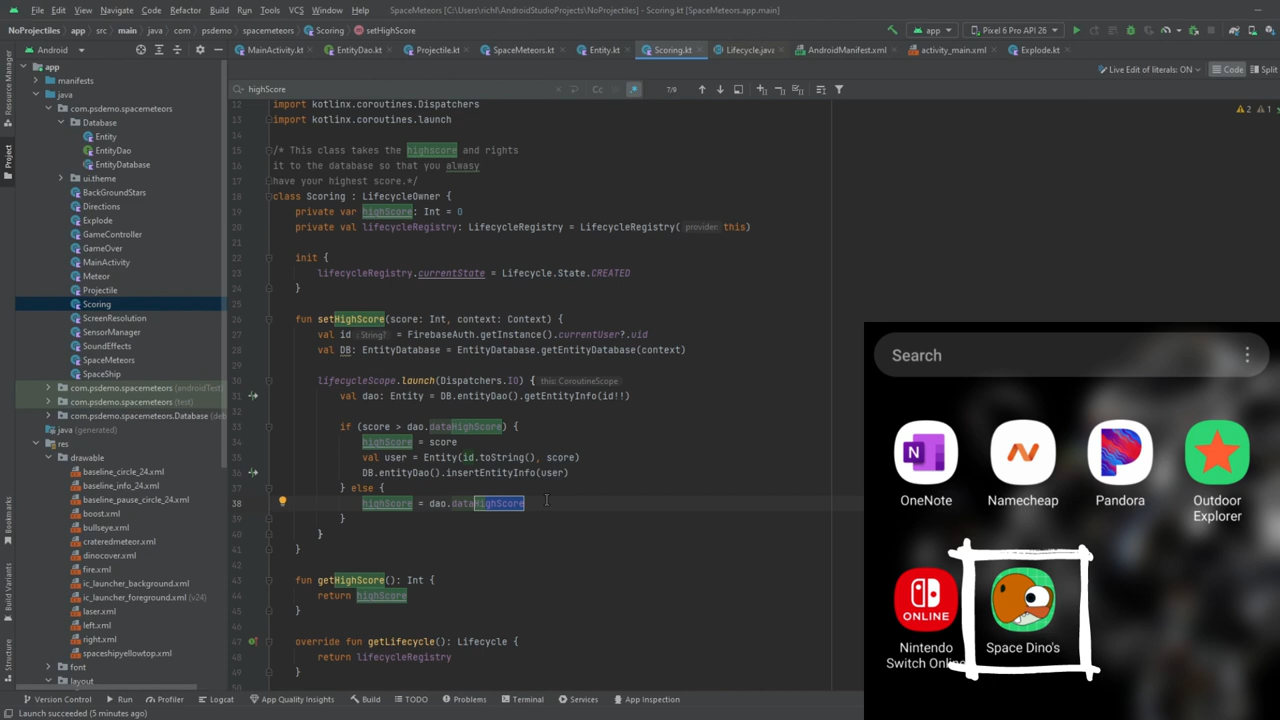 File Edit View Navigate Code Refactor Build Run Tools VCS Window Help SpaceMeteors [C:\Users\richl\AndroidStudioProjects\NoProjectiles] - Scoring.kt [SpaceMeteors.app.main]
NoProjectiles app src main java com psdemo spacemeteors Scoring setHighScore app Pixel 6 Pro API 26
Android MainActivity.kt EntityDao.kt Projectile.kt SpaceMeteors.kt Entity.kt Scoring.kt Lifecycle.java AndroidManifest.xml activity_main.xml Explode.kt
Live Edit of literals: ON Code Split
highScore Cc 7/9
2 1
Resource Manager
Project
Build Variants
Structure
app
manifests
java
com.psdemo.spacemeteors
Database
Entity
EntityDao
EntityDatabase
ui.theme
BackGroundStars
Directions
Explode
GameController
GameOver
MainActivity
Meteor
Projectile
Scoring
ScreenResolution
SensorManager
SoundEffects
SpaceMeteors
SpaceShip
com.psdemo.spacemeteors (androidTest)
com.psdemo.spacemeteors (test)
com.psdemo.spacemeteors.Database (de
java (generated)
res
drawable
baseline_circle_24.xml
baseline_info_24.xml
baseline_pause_circle_24.xml
boost.xml
bullseye.xml
crateredmeteor.xml
dinocover.xml
fire.xml
ic_launcher_background.xml
ic_launcher_foreground.xml (v24)
laser.xml
left.xml
right.xml
spaceshipyellowtop.xml
font
layout
12 import kotlinx.coroutines.Dispatchers
13 import kotlinx.coroutines.launch
14
15 /* This class takes the highscore and rights
16 it to the database so that you alwasy
17 have your highest score.*/
18 class Scoring : LifecycleOwner {
19 private var highScore: Int = 0
20 private val lifecycleRegistry: LifecycleRegistry = LifecycleRegistry( provider: this)
21
22 init {
23 lifecycleRegistry.currentState = Lifecycle.State.CREATED
24 }
25
26 fun setHighScore(score: Int, context: Context) {
27 val id : String? = FirebaseAuth.getInstance().currentUser?.uid
28 val DB: EntityDatabase = EntityDatabase.getEntityDatabase(context)
29
30 lifecycleScope.launch(Dispatchers.IO) { this: CoroutineScope
31 val dao: Entity = DB.entityDao().getEntityInfo(id!!)
32
33 if (score > dao.dataHighScore) {
34 highScore = score
35 val user = Entity(id.toString(), score)
36 DB.entityDao().insertEntityInfo(user)
37 } else {
38 highScore = dao.dataHighScore
39 }
40 }
41 }
42
43 fun getHighScore(): Int {
44 return highScore
45 }
46
47 override fun getLifecycle(): Lifecycle {
48 return lifecycleRegistry
49 }
50
Search
OneNote Namecheap Pandora Outdoor
Explorer
ONLINE
Nintendo Space Dino's
Switch Onlin
Version Control Run Profiler Logcat App Quality Insights Build TODO Problems Terminal Services App Inspection
Launch succeeded (5 minutes ago)